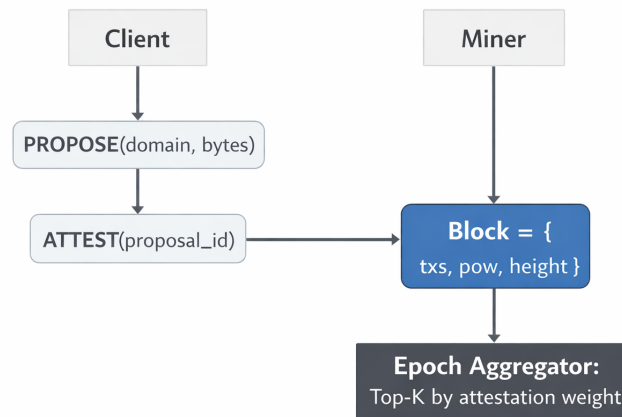 Client
Miner
PROPOSE(domain, bytes)
ATTEST(proposal_id)
Block = {
txs, pow, height }
Epoch Aggregator:
Top-K by attestation weight